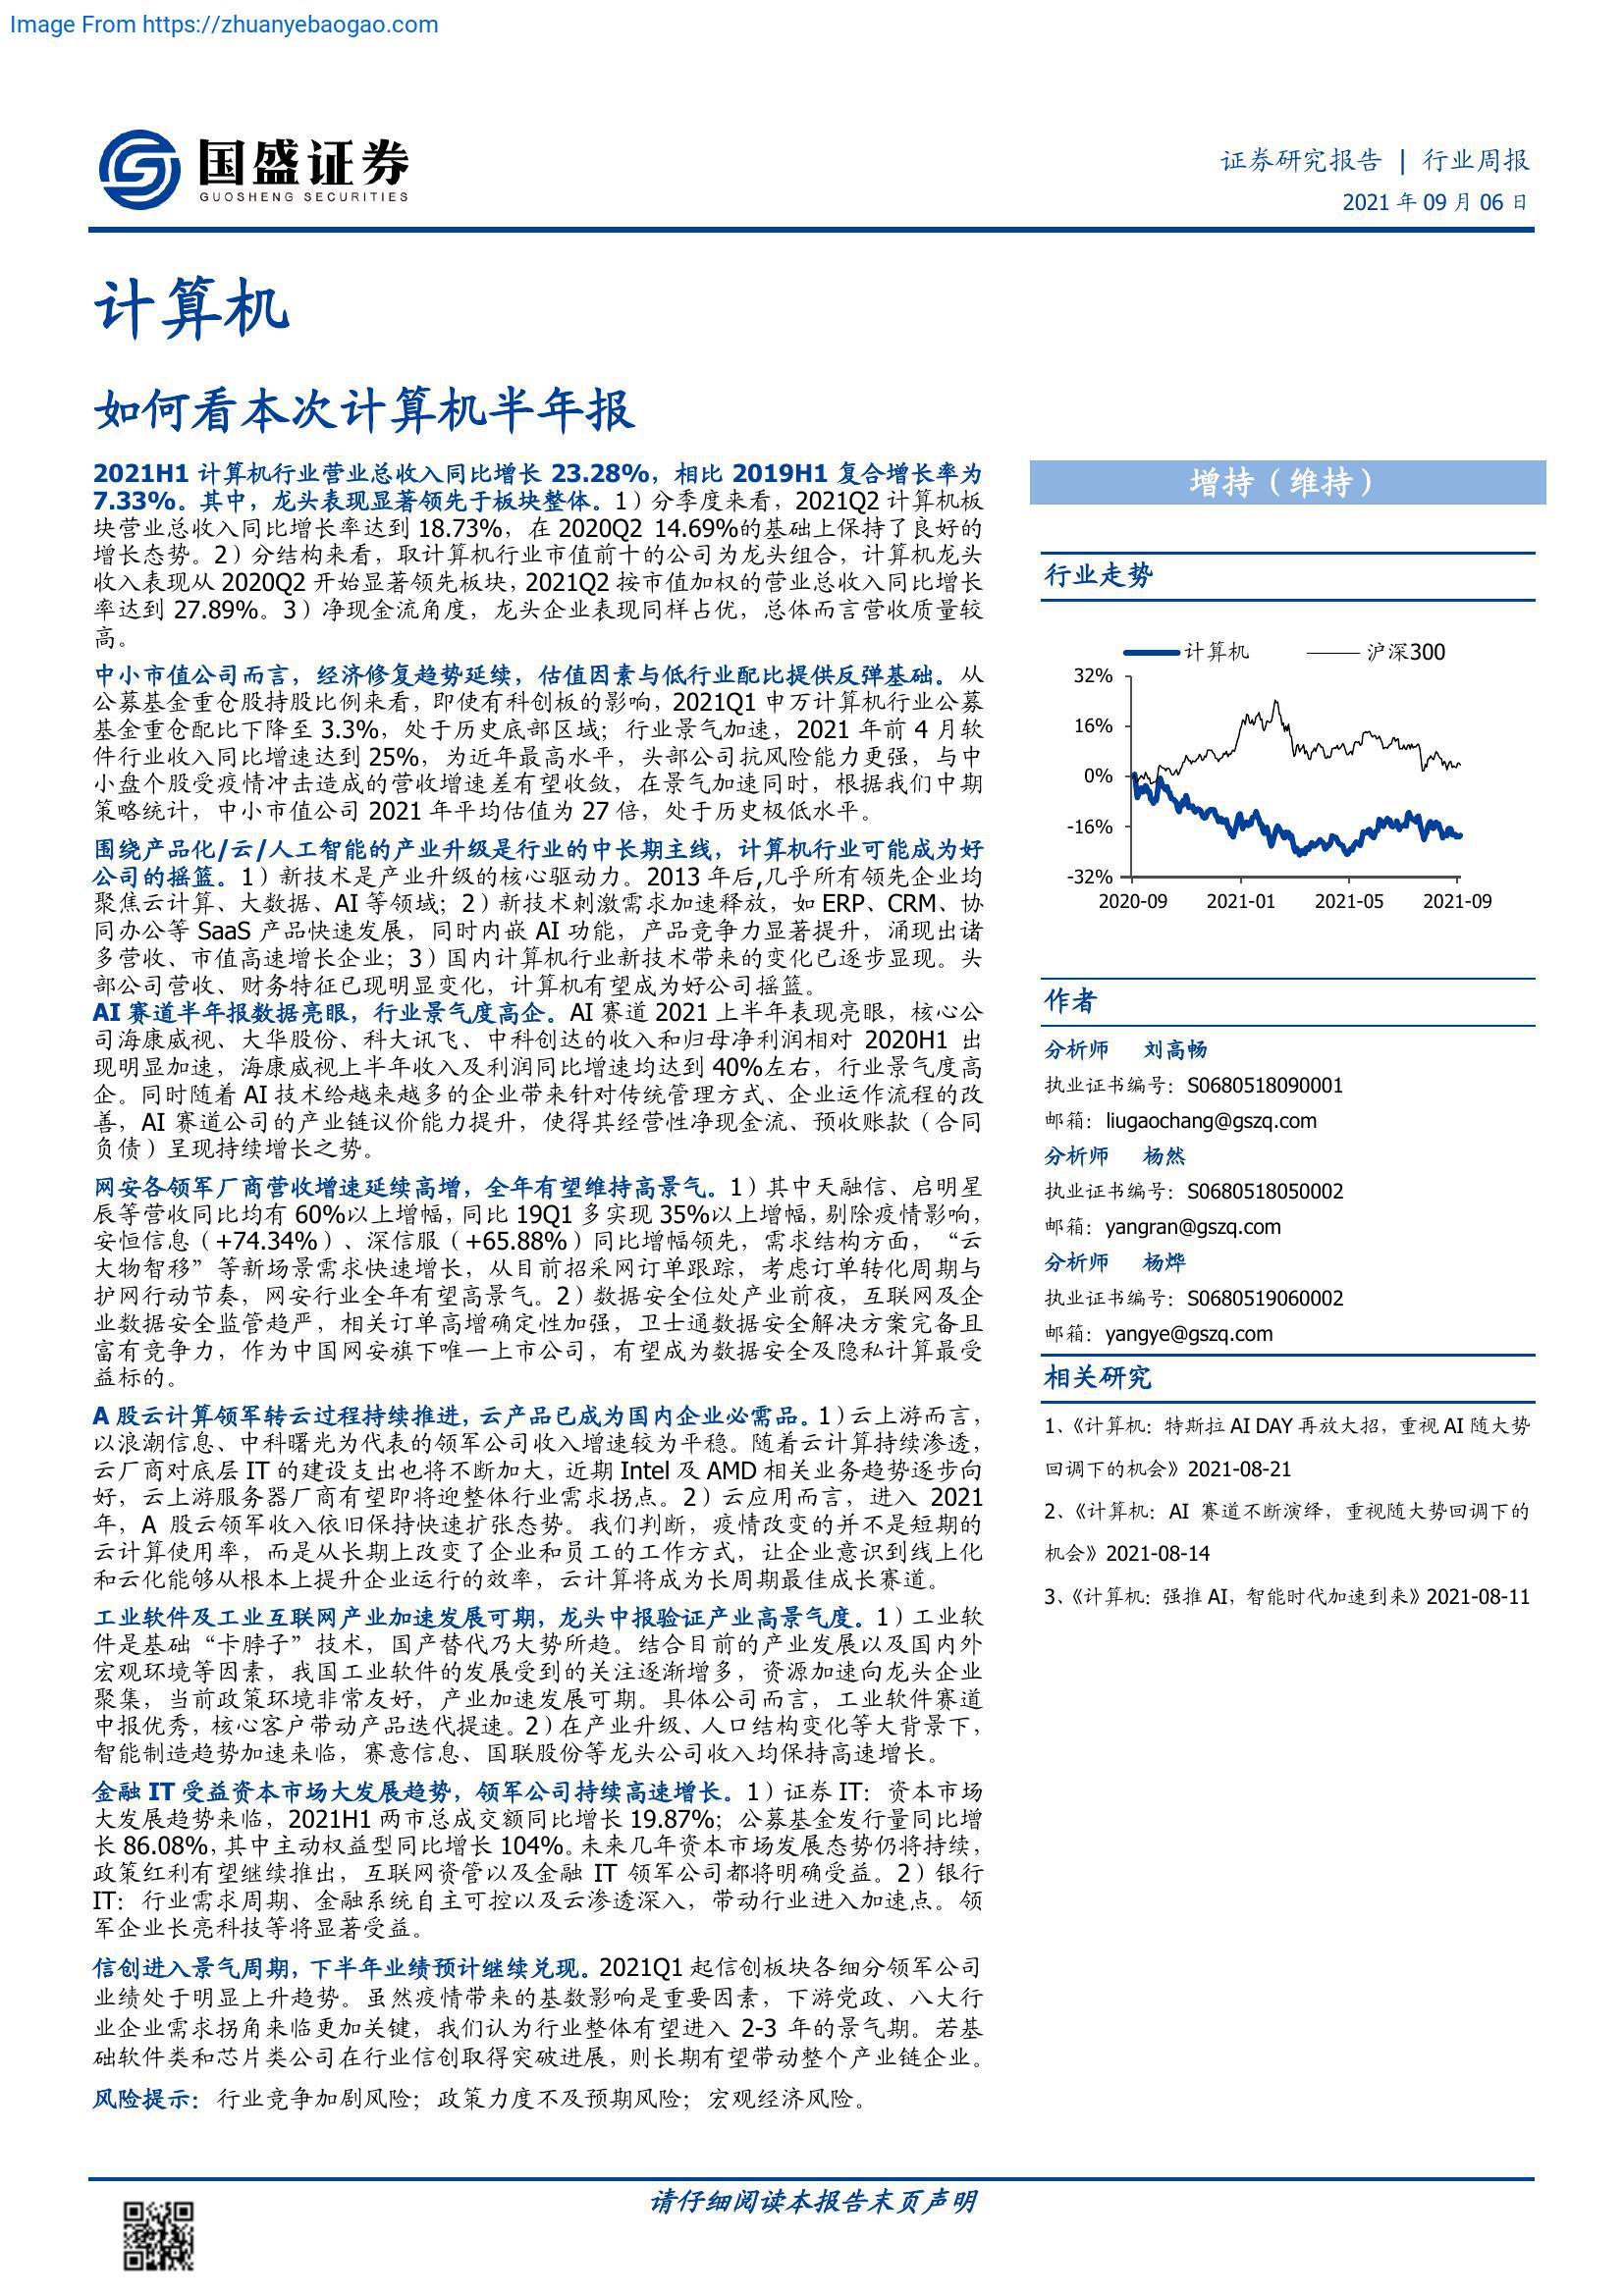 Image From https://zhuanyebaogao.com
国盛证券
GUOSHENG SECURITIES
证券研究报告 | 行业周报
2021 年 09 月 06 日
计算机
如何看本次计算机半年报
2021H1 计算机行业营业总收入同比增长 23.28%，相比 2019H1 复合增长率为
7.33%。其中，龙头表现显著领先于板块整体。1）分季度来看，2021Q2 计算机板
块营业总收入同比增长率达到 18.73%，在 2020Q2 14.69%的基础上保持了良好的
增长态势。2）分结构来看，取计算机行业市值前十的公司为龙头组合，计算机龙头
收入表现从 2020Q2 开始显著领先板块，2021Q2 按市值加权的营业总收入同比增长
率达到 27.89%。3）净现金流角度，龙头企业表现同样占优，总体而言营收质量较
高。
中小市值公司而言，经济修复趋势延续，估值因素与低行业配比提供反弹基础。从
公募基金重仓股持股比例来看，即使有科创板的影响，2021Q1 申万计算机行业公募
基金重仓配比下降至 3.3%，处于历史底部区域；行业景气加速，2021 年前 4 月软
件行业收入同比增速达到 25%，为近年最高水平，头部公司抗风险能力更强，与中
小盘个股受疫情冲击造成的营收增速差有望收敛，在景气加速同时，根据我们中期
策略统计，中小市值公司 2021 年平均估值为 27 倍，处于历史极低水平。
围绕产品化/云/人工智能的产业升级是行业的中长期主线，计算机行业可能成为好
公司的摇篮。1）新技术是产业升级的核心驱动力。2013 年后,几乎所有领先企业均
聚焦云计算、大数据、AI 等领域；2）新技术刺激需求加速释放，如 ERP、CRM、协
同办公等 SaaS 产品快速发展，同时内嵌 AI 功能，产品竞争力显著提升，涌现出诸
多营收、市值高速增长企业；3）国内计算机行业新技术带来的变化已逐步显现。头
部公司营收、财务特征已现明显变化，计算机有望成为好公司摇篮。
AI 赛道半年报数据亮眼，行业景气度高企。AI 赛道 2021 上半年表现亮眼，核心公
司海康威视、大华股份、科大讯飞、中科创达的收入和归母净利润相对 2020H1 出
现明显加速，海康威视上半年收入及利润同比增速均达到 40%左右，行业景气度高
企。同时随着 AI 技术给越来越多的企业带来针对传统管理方式、企业运作流程的改
善，AI 赛道公司的产业链议价能力提升，使得其经营性净现金流、预收账款（合同
负债）呈现持续增长之势。
网安各领军厂商营收增速延续高增，全年有望维持高景气。1）其中天融信、启明星
辰等营收同比均有 60%以上增幅，同比 19Q1 多实现 35%以上增幅，剔除疫情影响，
安恒信息（+74.34%）、深信服（+65.88%）同比增幅领先，需求结构方面，“云
大物智移”等新场景需求快速增长，从目前招采网订单跟踪，考虑订单转化周期与
护网行动节奏，网安行业全年有望高景气。2）数据安全位处产业前夜，互联网及企
业数据安全监管趋严，相关订单高增确定性加强，卫士通数据安全解决方案完备且
富有竞争力，作为中国网安旗下唯一上市公司，有望成为数据安全及隐私计算最受
益标的。
A 股云计算领军转云过程持续推进，云产品已成为国内企业必需品。1）云上游而言，
以浪潮信息、中科曙光为代表的领军公司收入增速较为平稳。随着云计算持续渗透，
云厂商对底层 IT 的建设支出也将不断加大，近期 Intel 及 AMD 相关业务趋势逐步向
好，云上游服务器厂商有望即将迎整体行业需求拐点。2）云应用而言，进入 2021
年，A 股云领军收入依旧保持快速扩张态势。我们判断，疫情改变的并不是短期的
云计算使用率，而是从长期上改变了企业和员工的工作方式，让企业意识到线上化
和云化能够从根本上提升企业运行的效率，云计算将成为长周期最佳成长赛道。
工业软件及工业互联网产业加速发展可期，龙头中报验证产业高景气度。1）工业软
件是基础“卡脖子”技术，国产替代乃大势所趋。结合目前的产业发展以及国内外
宏观环境等因素，我国工业软件的发展受到的关注逐渐增多，资源加速向龙头企业
聚集，当前政策环境非常友好，产业加速发展可期。具体公司而言，工业软件赛道
中报优秀，核心客户带动产品迭代提速。2）在产业升级、人口结构变化等大背景下，
智能制造趋势加速来临，赛意信息、国联股份等龙头公司收入均保持高速增长。
金融 IT 受益资本市场大发展趋势，领军公司持续高速增长。1）证券 IT：资本市场
大发展趋势来临，2021H1 两市总成交额同比增长 19.87%；公募基金发行量同比增
长 86.08%，其中主动权益型同比增长 104%。未来几年资本市场发展态势仍将持续，
政策红利有望继续推出，互联网资管以及金融 IT 领军公司都将明确受益。2）银行
IT：行业需求周期、金融系统自主可控以及云渗透深入，带动行业进入加速点。领
军企业长亮科技等将显著受益。
信创进入景气周期，下半年业绩预计继续兑现。2021Q1 起信创板块各细分领军公司
业绩处于明显上升趋势。虽然疫情带来的基数影响是重要因素，下游党政、八大行
业企业需求拐角来临更加关键，我们认为行业整体有望进入 2-3 年的景气期。若基
础软件类和芯片类公司在行业信创取得突破进展，则长期有望带动整个产业链企业。
风险提示：行业竞争加剧风险；政策力度不及预期风险；宏观经济风险。
增持（维持）
行业走势
计算机 沪深300
32%
16%
0%
-16%
-32%
2020-09 2021-01 2021-05 2021-09
作者
分析师 刘高畅
执业证书编号：S0680518090001
邮箱：liugaochang@gszq.com
分析师 杨然
执业证书编号：S0680518050002
邮箱：yangran@gszq.com
分析师 杨烨
执业证书编号：S0680519060002
邮箱：yangye@gszq.com
相关研究
1、《计算机：特斯拉 AI DAY 再放大招，重视 AI 随大势
回调下的机会》2021-08-21
2、《计算机：AI 赛道不断演绎，重视随大势回调下的
机会》2021-08-14
3、《计算机：强推 AI，智能时代加速到来》2021-08-11
请仔细阅读本报告末页声明